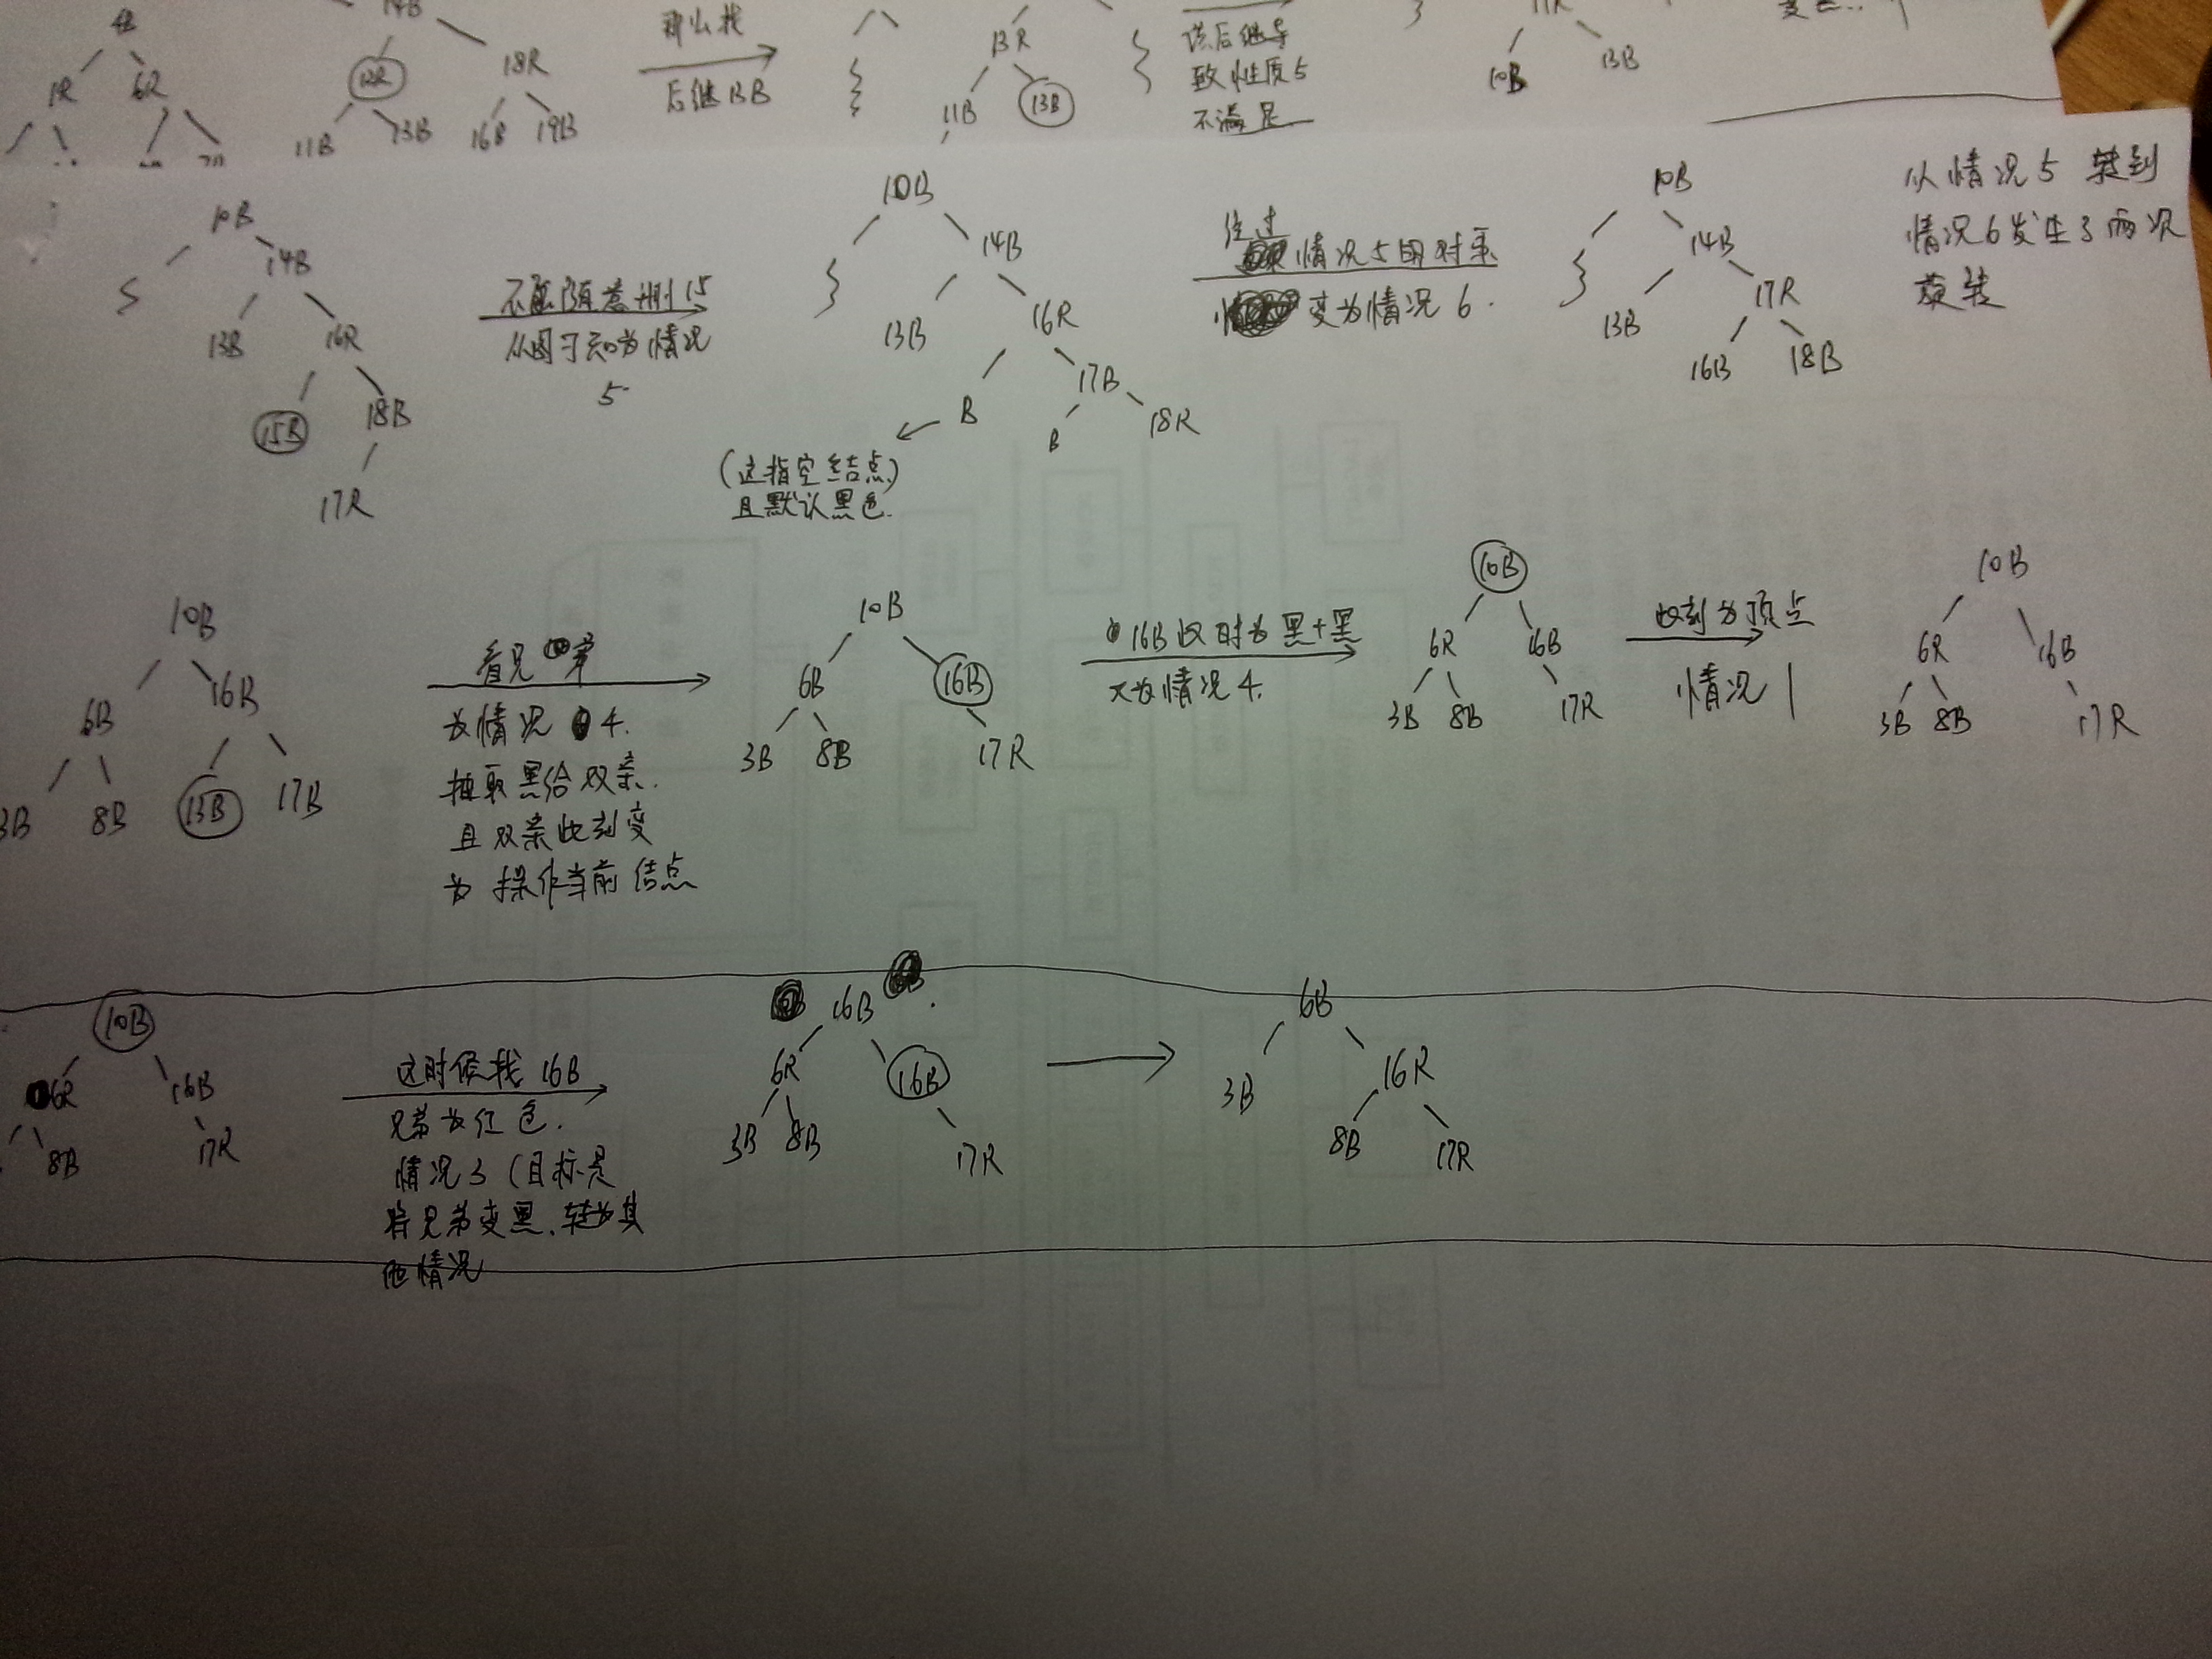 14B
那么找
该后继导
11R
1R 6R
12R
18R
13R
致性质5
10B 13B
后继13B
11B 13B
16B 19B
11B 13B
不满足
10B
14B
13B 16R
15B 18B
17R
不能随意删15
从图可知为情况
5
10B
14B
13B 16R
B 17B
B 18R
(这指空结点)
且默认黑色.
经过
情况5的对策
变为情况6.
10B
14B
13B 17R
16B 18B
从情况5转到
情况6发生了两次
旋转
10B
6B 16B
3B 8B 13B 17B
看兄弟
为情况4.
抽取黑给双亲.
且双亲此刻变
为操作当前结点
10B
6B 16B
3B 8B 17R
16B此时为黑+黑
又为情况4.
10B
6R 16B
3B 8B 17R
此刻为顶点
情况1
10B
6R 16B
3B 8B 17R
10B
6R 16B
8B 17R
这时候找16B
兄弟为红色.
情况3(目标是
将兄弟变黑.转为其
他情况
16B
6R 16B
3B 8B 17R
6B
3B 16R
8B 17R